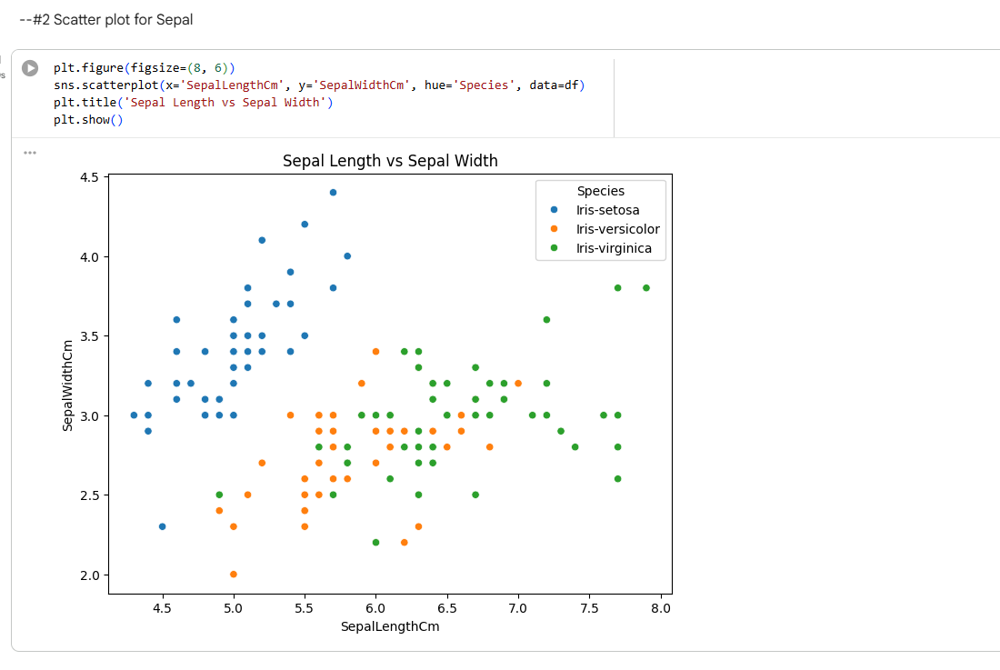 --#2 Scatter plot for Sepal
plt.figure(figsize=(8, 6))
sns.scatterplot(x='SepalLengthCm', y='SepalWidthCm', hue='Species', data=df)
plt.title('Sepal Length vs Sepal Width')
plt.show()
Sepal Length vs Sepal Width
Species
Iris-setosa
Iris-versicolor
Iris-virginica
4.5
4.0
3.5
3.0
2.5
2.0
SepalWidthCm
4.5 5.0 5.5 6.0 6.5 7.0 7.5 8.0
SepalLengthCm